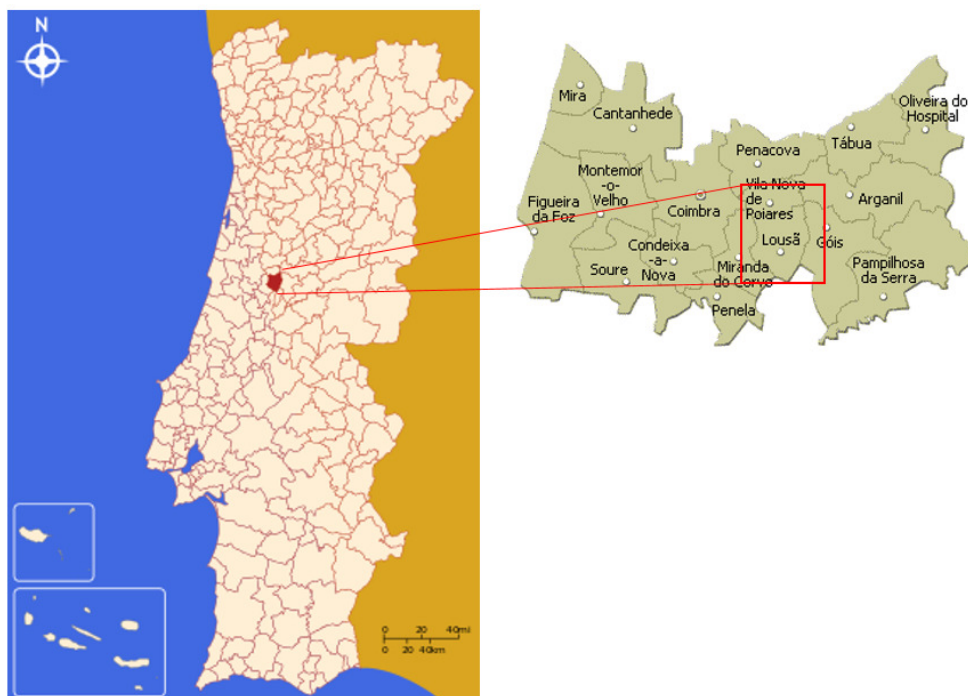 N
0 20 40mi
0 20 40km
Mira
Cantanhede
Oliveira do
Hospital
Tábua
Penacova
Montemor
-o-
Velho
Vila Nova
de
Poiares
Figueira
da Foz
Coimbra
Arganil
Condeixa
-a-
Nova
Lousã
Góis
Soure
Miranda
do Corvo
Pampilhosa
da Serra
Penela